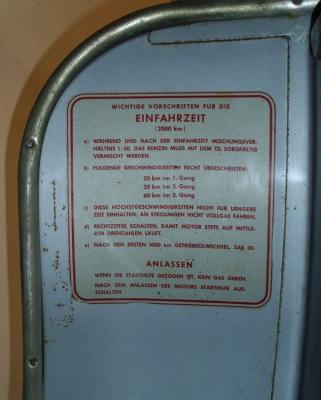 WICHTIGE VORSCHRIFTEN FÜR DIE
EINFAHRZEIT
(2000 km)
a) WÄHREND UND NACH DER EINFAHRZEIT MISCHUNGSVER-
HÄLTNIS 1:50. DAS BENZIN MUSS MIT DEM ÖL SORGFÄLTIG
VERMISCHT WERDEN.
b) FOLGENDE GESCHWINDIGKEITEN NICHT ÜBERSCHREITEN:
20 km im 1. Gang
35 km im 2. Gang
60 km im 3. Gang
c) DIESE HÖCHSTGESCHWINDIGKEITEN NICHT FÜR LÄNGERE
ZEIT EINHALTEN; AN STEIGUNGEN NICHT VOLLGAS FAHREN.
d) RECHTZEITIG SCHALTEN, DAMIT MOTOR STETS AUF MITTLE-
REN DREHZAHLEN LÄUFT.
e) NACH DEN ERSTEN 1000 km GETRIEBEÖLWECHSEL, SAE 30.
ANLASSEN
WENN DIE STARTHILFE GEZOGEN IST, KEIN GAS GEBEN.
NACH DEM ANLASSEN DES MOTORS STARTHILFE AUS-
SCHALTEN.